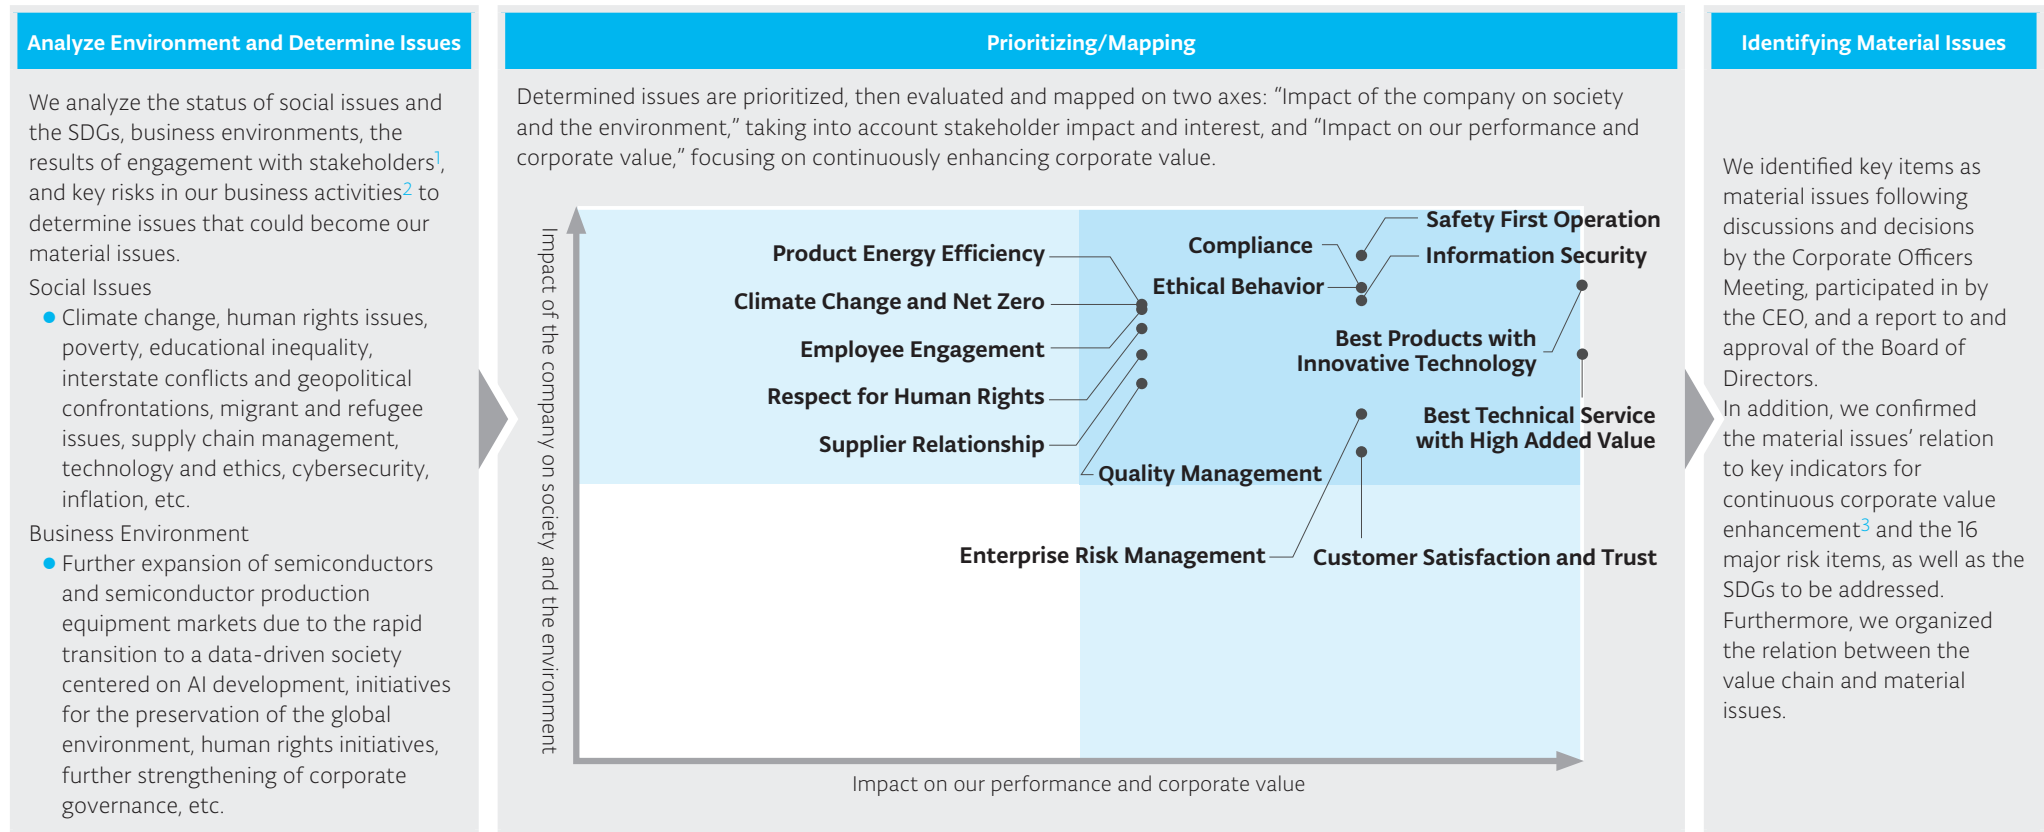 Analyze Environment and Determine Issues
We analyze the status of social issues and
the SDGs, business environments, the
results of engagement with stakeholders1,
and key risks in our business activities2 to
determine issues that could become our
material issues.
Social Issues
● Climate change, human rights issues,
poverty, educational inequality,
interstate conflicts and geopolitical
confrontations, migrant and refugee
issues, supply chain management,
technology and ethics, cybersecurity,
inflation, etc.
Business Environment
● Further expansion of semiconductors
and semiconductor production
equipment markets due to the rapid
transition to a data-driven society
centered on AI development, initiatives
for the preservation of the global
environment, human rights initiatives,
further strengthening of corporate
governance, etc.
Prioritizing/Mapping
Determined issues are prioritized, then evaluated and mapped on two axes: “Impact of the company on society
and the environment,” taking into account stakeholder impact and interest, and “Impact on our performance and
corporate value,” focusing on continuously enhancing corporate value.
Impact of the company on society and the environment
Product Energy Efficiency
Climate Change and Net Zero
Employee Engagement
Respect for Human Rights
Supplier Relationship
Quality Management
Safety First Operation
Compliance
Information Security
Ethical Behavior
Best Products with
Innovative Technology
Best Technical Service
with High Added Value
Enterprise Risk Management
Customer Satisfaction and Trust
Impact on our performance and corporate value
Identifying Material Issues
We identified key items as
material issues following
discussions and decisions
by the Corporate Officers
Meeting, participated in by
the CEO, and a report to and
approval of the Board of
Directors.
In addition, we confirmed
the material issues’ relation
to key indicators for
continuous corporate value
enhancement3 and the 16
major risk items, as well as the
SDGs to be addressed.
Furthermore, we organized
the relation between the
value chain and material
issues.